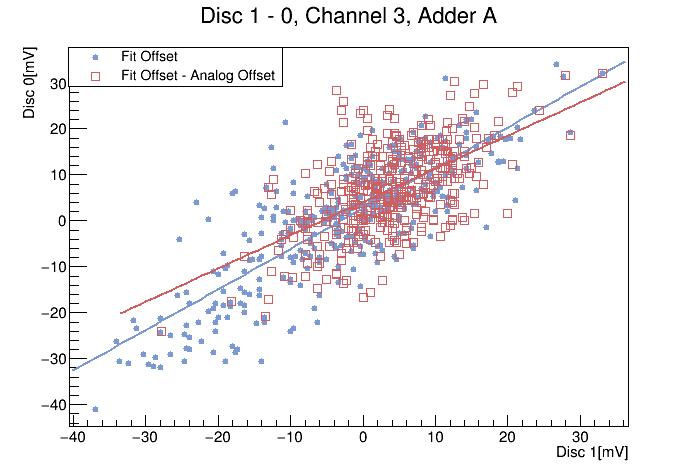 Disc 1 - 0, Channel 3, Adder A
Disc 0[mV]
Fit Offset
Fit Offset - Analog Offset
30
20
10
0
−10
−20
−30
−40
−40 −30 −20 −10 0 10 20 30
Disc 1[mV]